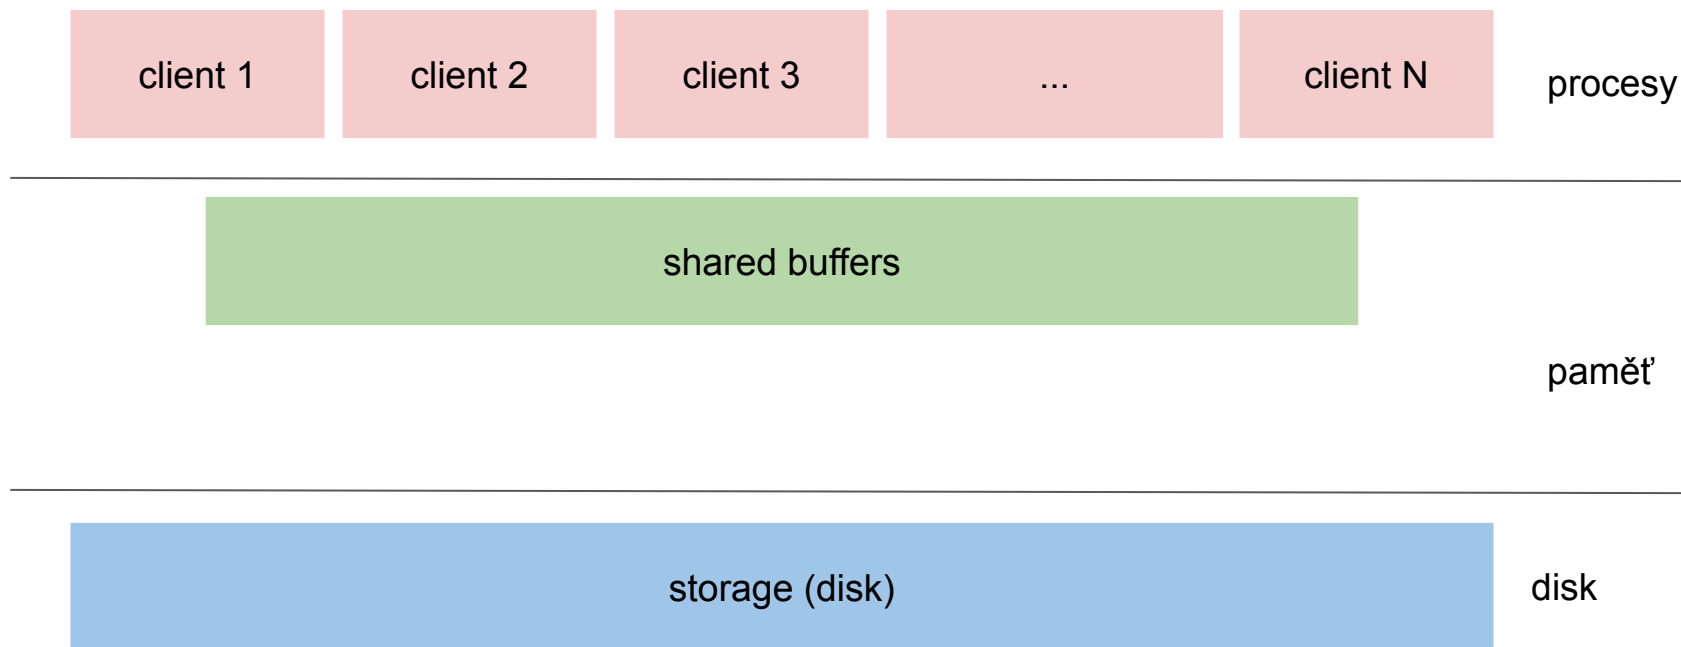 client 1
client 2
client 3
...
client N
procesy
shared buffers
paměť
storage (disk)
disk